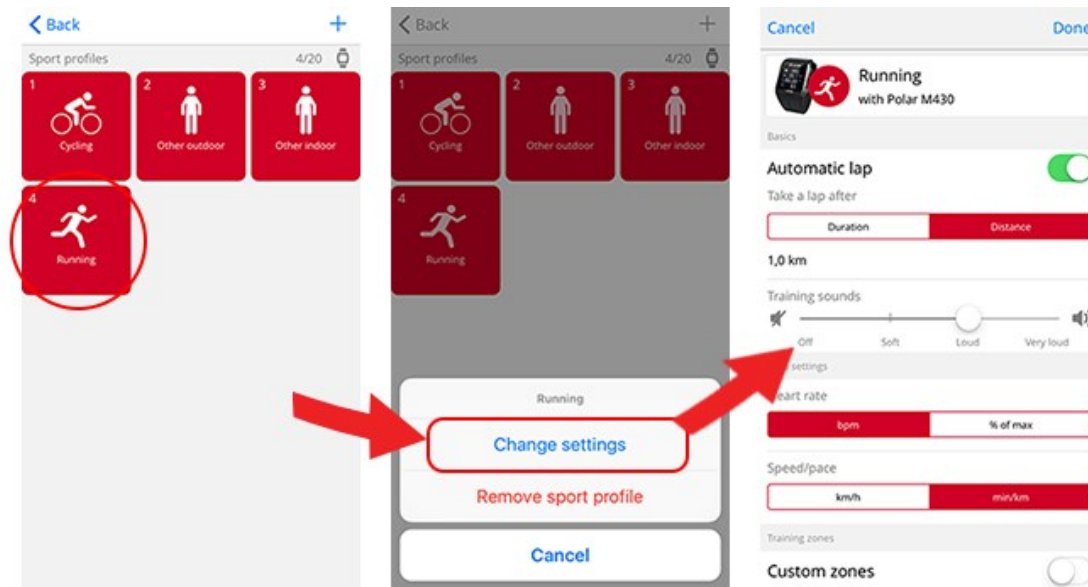 Back
Sport profiles 4/20
1 2 3
Cycling Other outdoor Other indoor
4
Running
Back
Sport profiles 4/20
1 2 3
Cycling Other outdoor Other indoor
4
Running
Running
Change settings
Remove sport profile
Cancel
Cancel Done
Running
with Polar M430
Basics
Automatic lap
Take a lap after
Duration Distance
1,0 km
Training sounds
Off Soft Loud Very loud
settings
eart rate
bpm % of max
Speed/pace
km/h min/km
Training zones
Custom zones